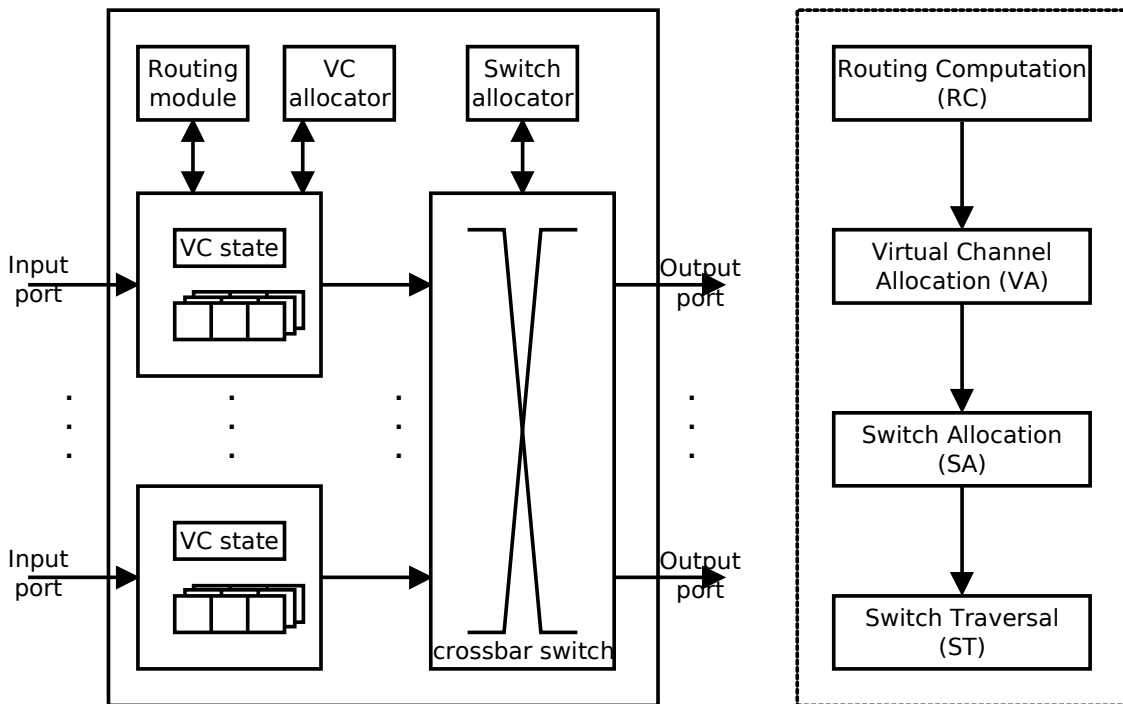 Routing
module
VC
allocator
Switch
allocator
VC state
Input
port
Output
port
VC state
Input
port
Output
port
crossbar switch
Routing Computation
(RC)
Virtual Channel
Allocation (VA)
Switch Allocation
(SA)
Switch Traversal
(ST)